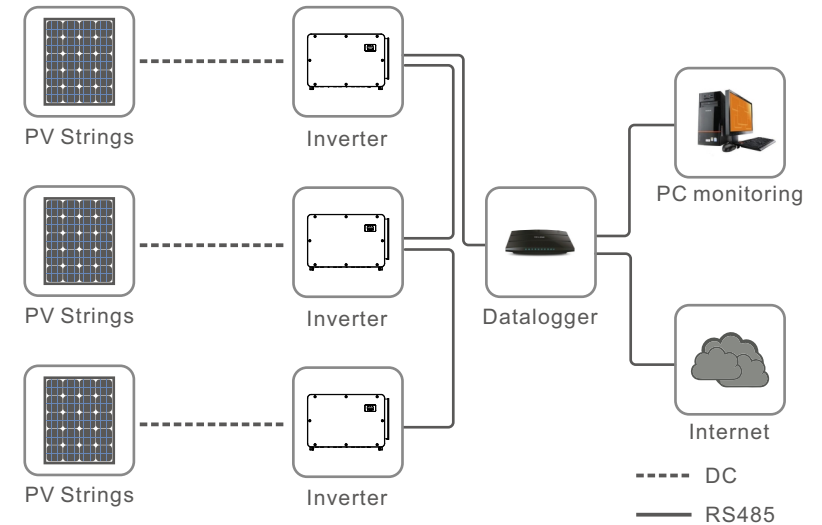 PV Strings
Inverter
PC monitoring
PV Strings
Inverter
Datalogger
Internet
PV Strings
Inverter
DC
RS485